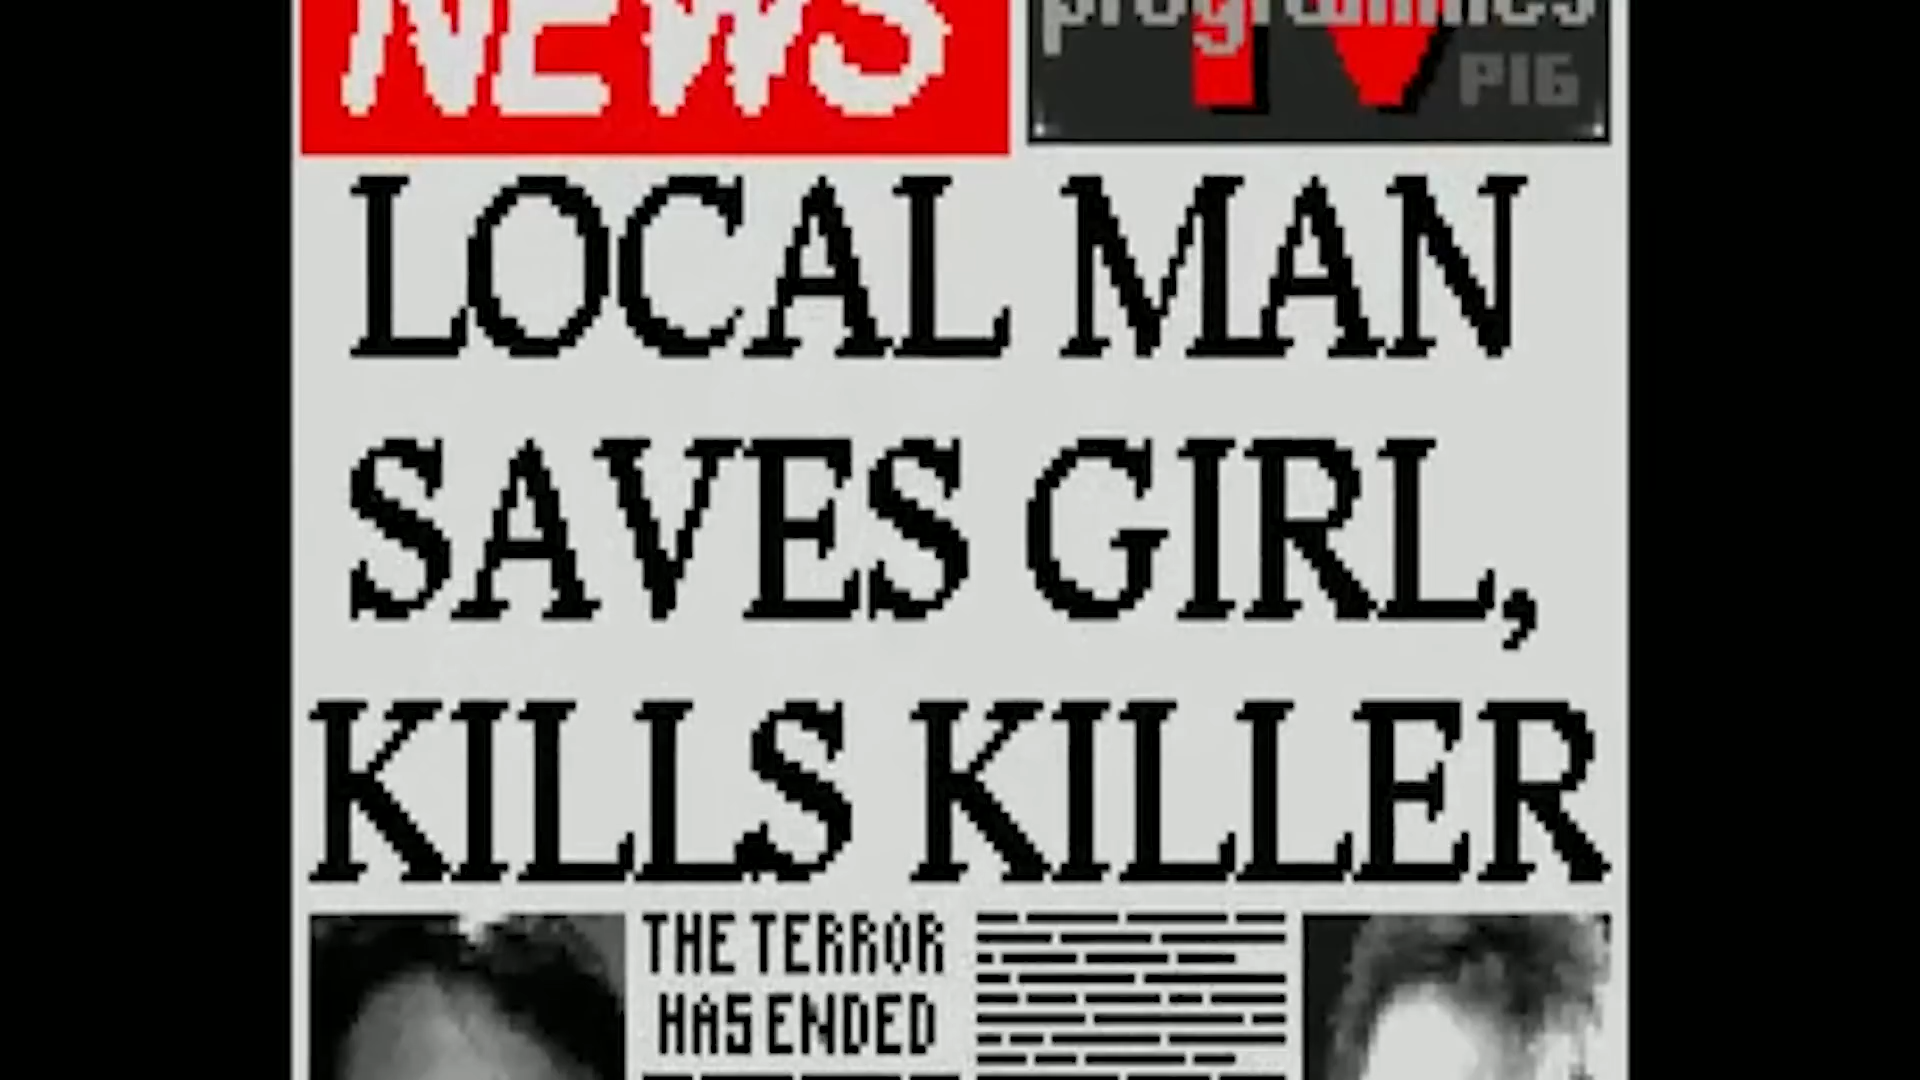 NEWS
programmes
TV
P16
LOCAL MAN
SAVES GIRL,
KILLS KILLER
THE TERROR
HAS ENDED